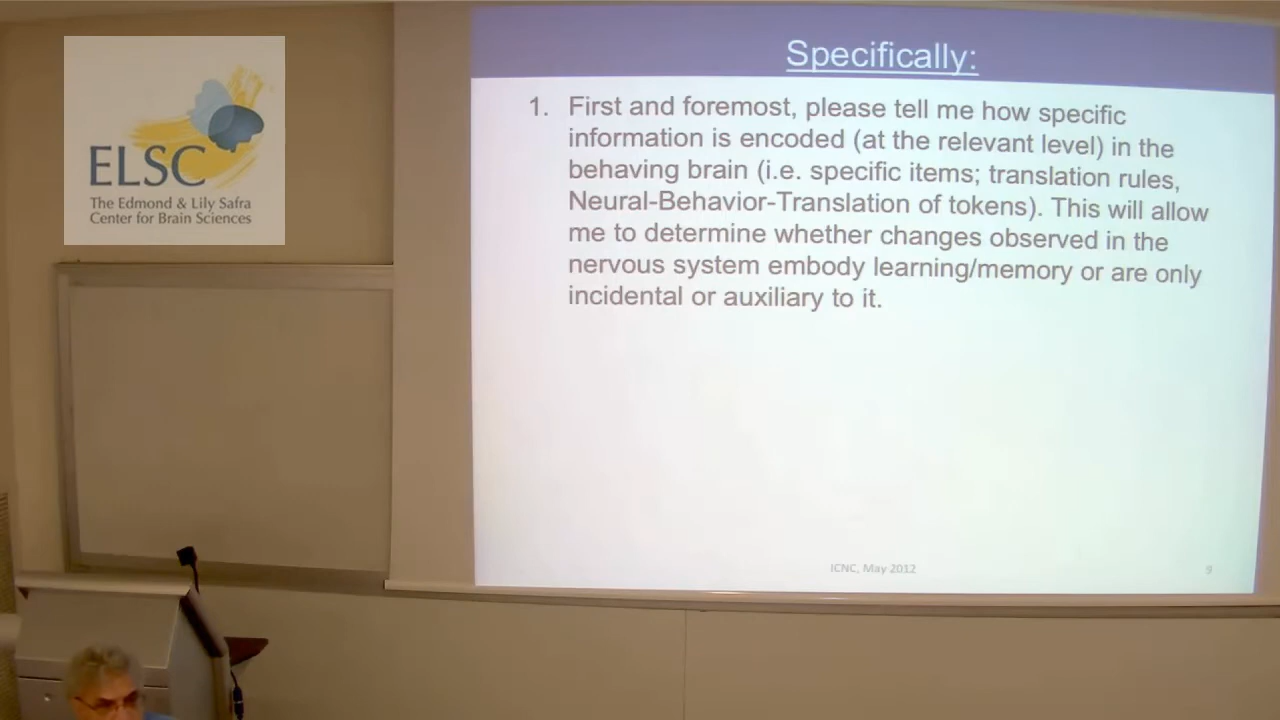 ELSC
The Edmond & Lily Safra
Center for Brain Sciences
Specifically:
1. First and foremost, please tell me how specific
information is encoded (at the relevant level) in the
behaving brain (i.e. specific items; translation rules,
Neural-Behavior-Translation of tokens). This will allow
me to determine whether changes observed in the
nervous system embody learning/memory or are only
incidental or auxiliary to it.
ICNC, May 2012
9